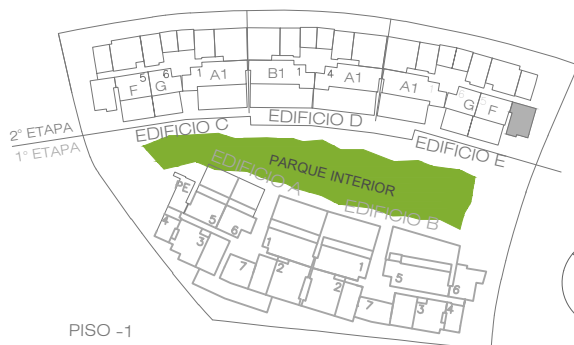 5 6 1 A1 B1 1 4 A1 A1
F G G F
2° ETAPA EDIFICIO C EDIFICIO D EDIFICIO E
1° ETAPA
PARQUE INTERIOR
EDIFICIO A EDIFICIO B
PE
4 3 5 6 1 1 5 6
7 2 2 7 3 4
PISO -1